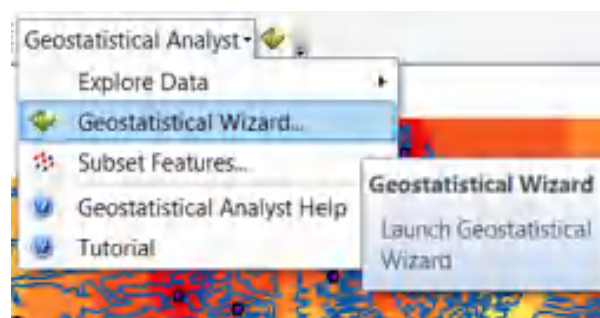 Geostatistical Analyst
Explore Data
Geostatistical Wizard...
Subset Features...
Geostatistical Analyst Help
Tutorial
Geostatistical Wizard
Launch Geostatistical
Wizard